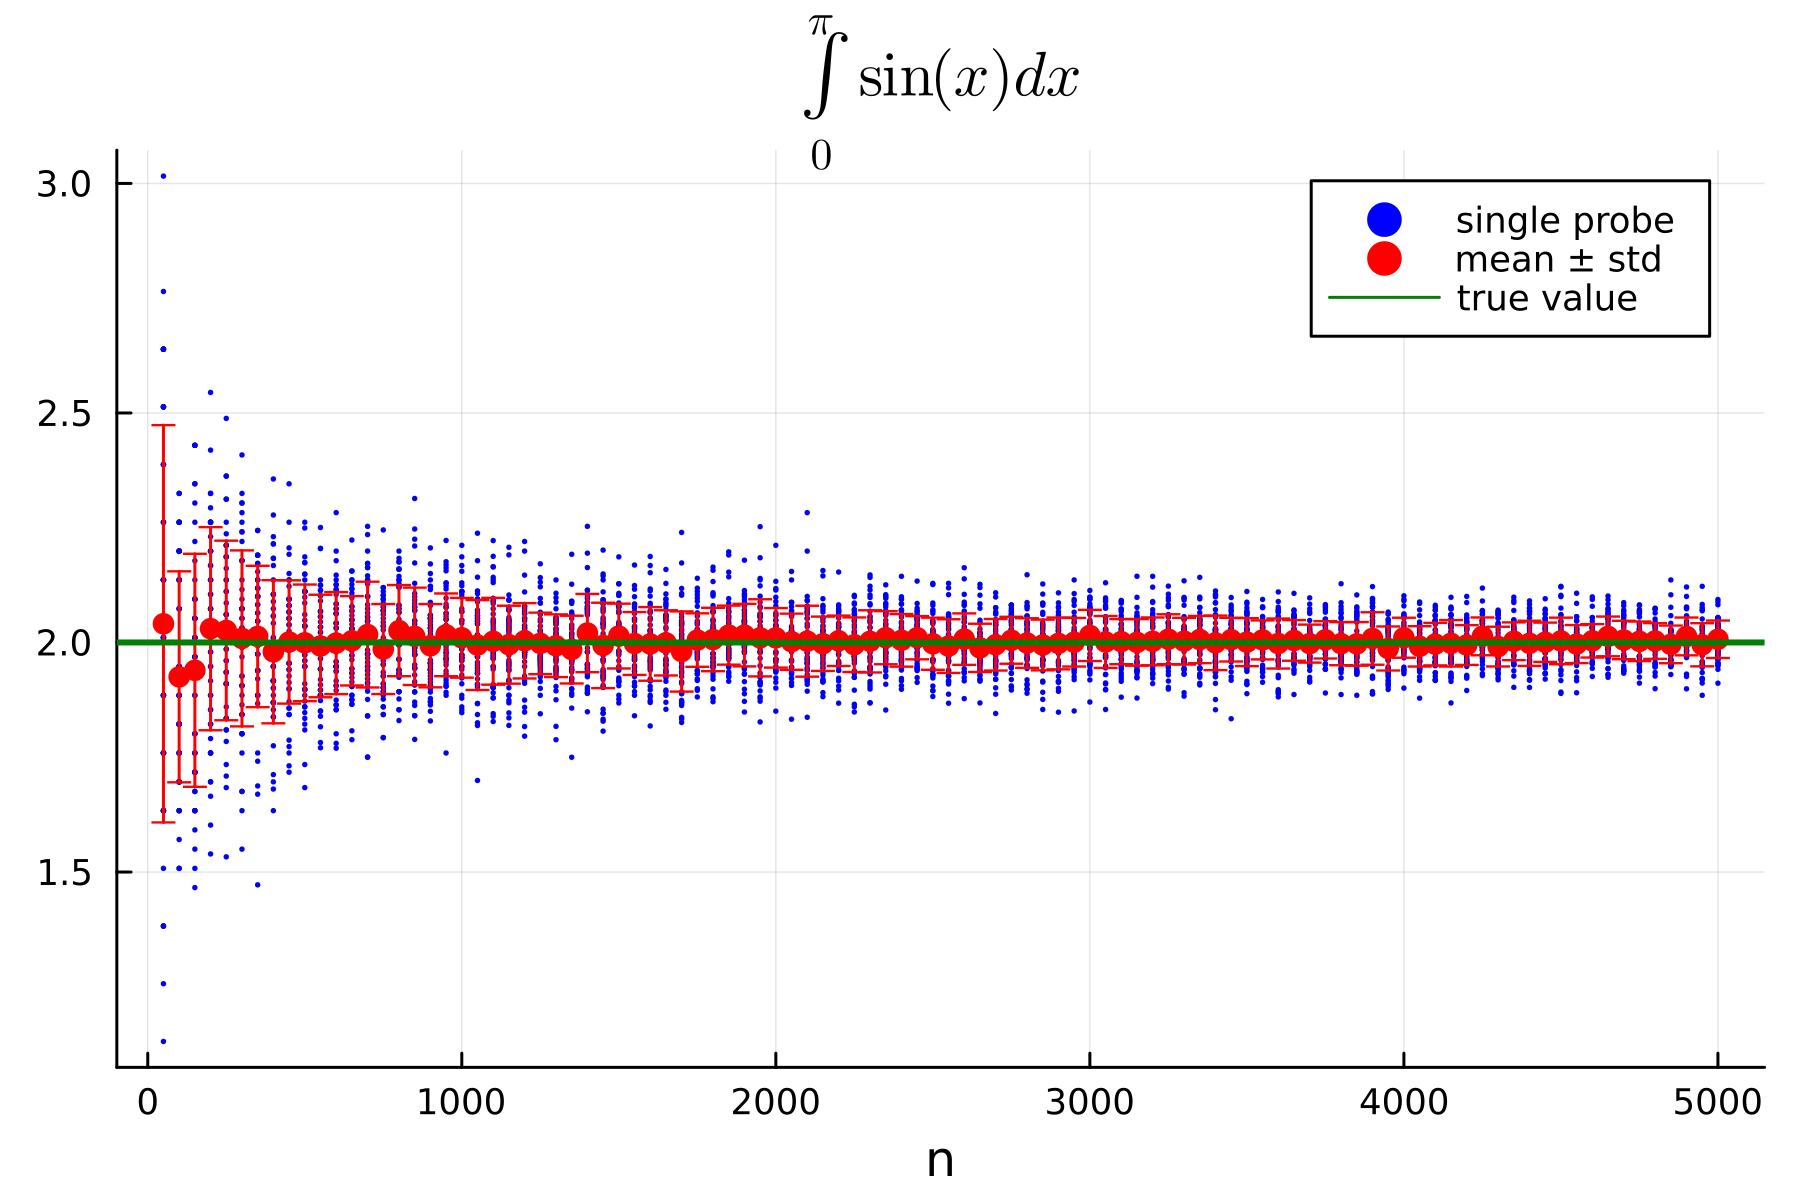 π
∫ sin(x)dx
0
3.0
2.5
2.0
1.5
single probe
mean ± std
true value
0 1000 2000 3000 4000 5000
n